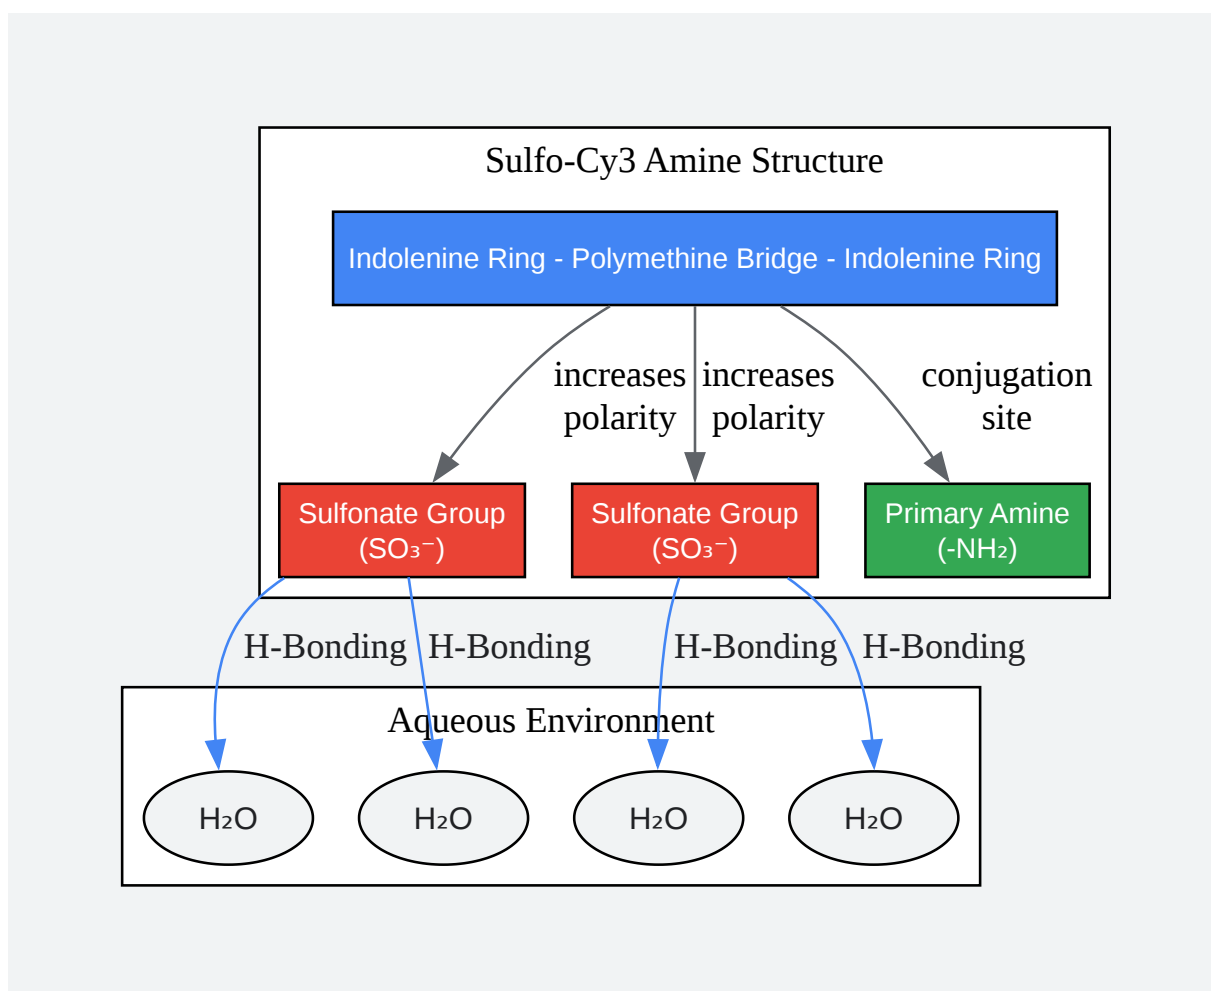 Sulfo-Cy3 Amine Structure
Indolenine Ring - Polymethine Bridge - Indolenine Ring
increases
polarity
increases
polarity
conjugation
site
Sulfonate Group
(SO₃⁻)
Sulfonate Group
(SO₃⁻)
Primary Amine
(-NH₂)
H-Bonding
H-Bonding
H-Bonding
H-Bonding
Aqueous Environment
H₂O
H₂O
H₂O
H₂O